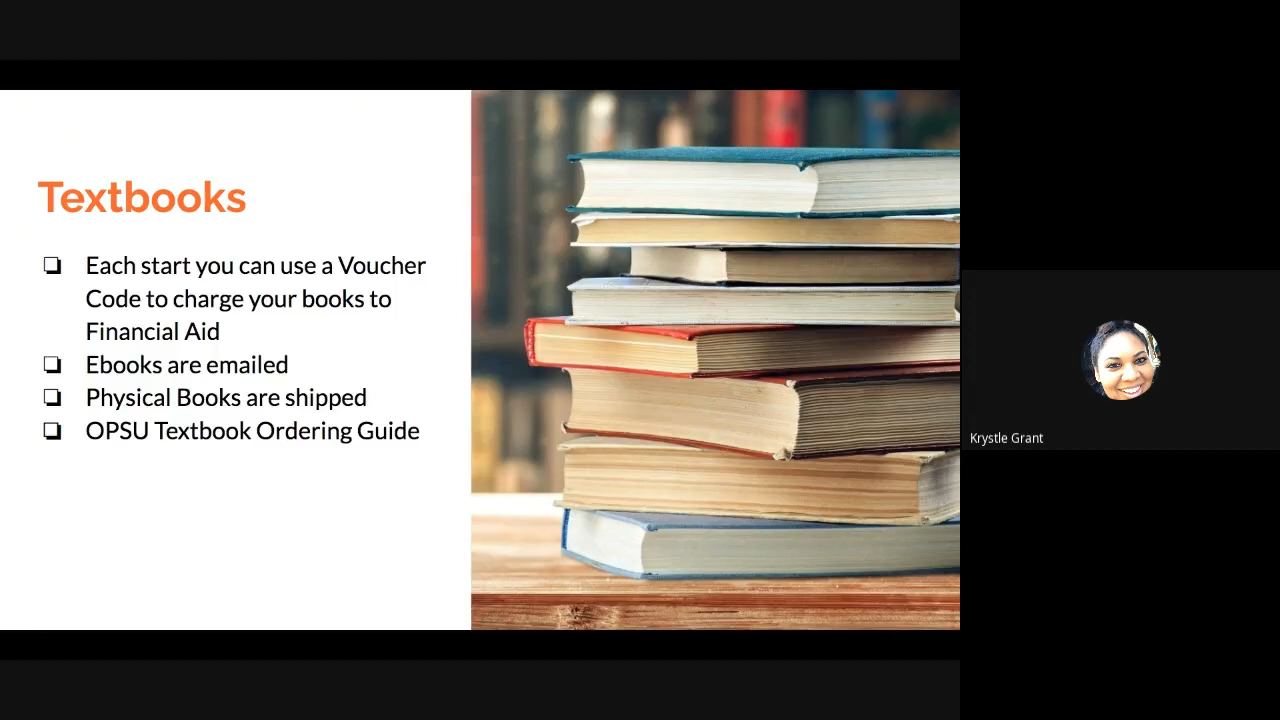 Textbooks
❏ Each start you can use a Voucher
Code to charge your books to
Financial Aid
❏ Ebooks are emailed
❏ Physical Books are shipped
❏ OPSU Textbook Ordering Guide
Krystle Grant